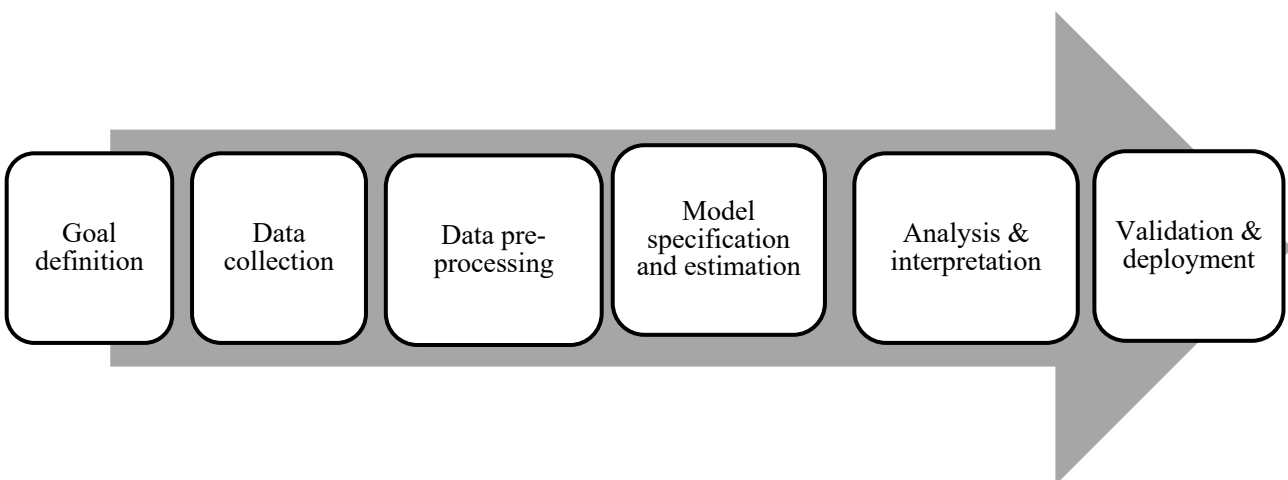 Goal
definition
Data
collection
Data pre-
processing
Model
specification
and estimation
Analysis &
interpretation
Validation &
deployment